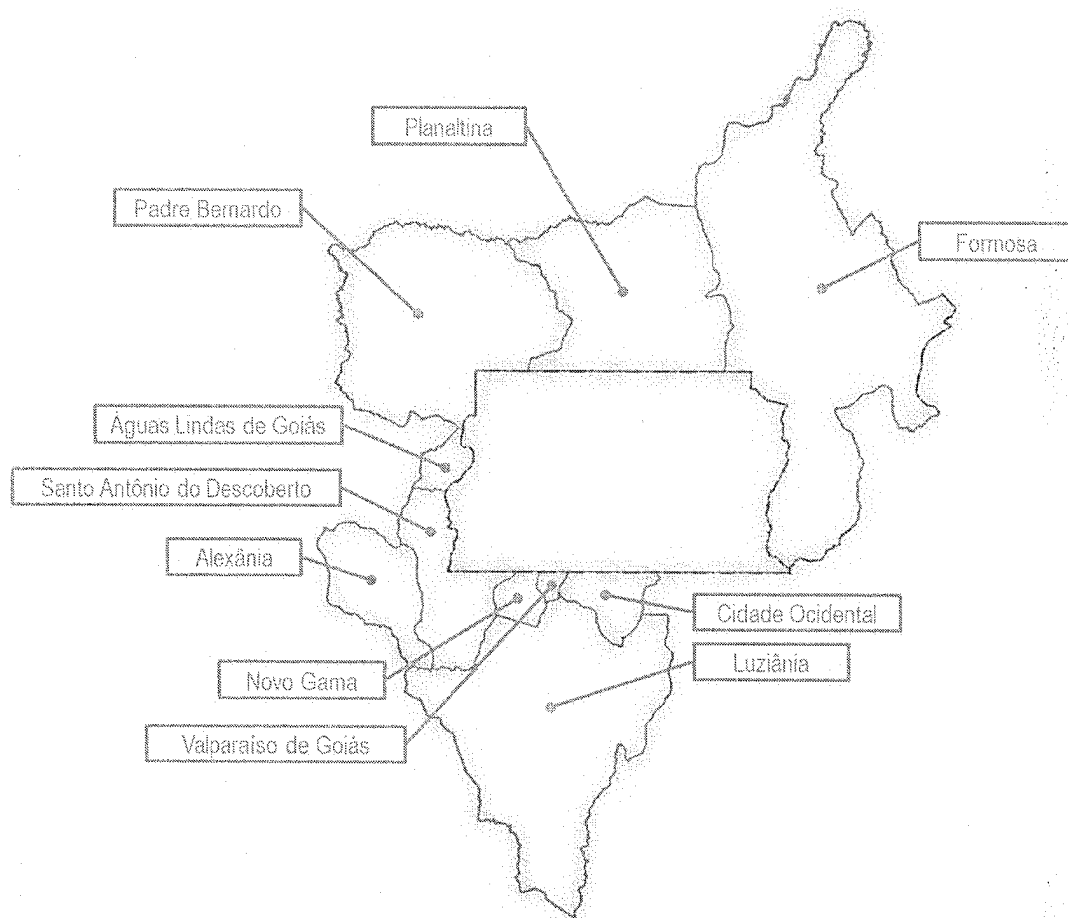 Planaltina
Padre Bernardo
Formosa
Águas Lindas de Goiás
Santo Antônio do Descoberto
Alexânia
Cidade Ocidental
Luziânia
Novo Gama
Valparaíso de Goiás